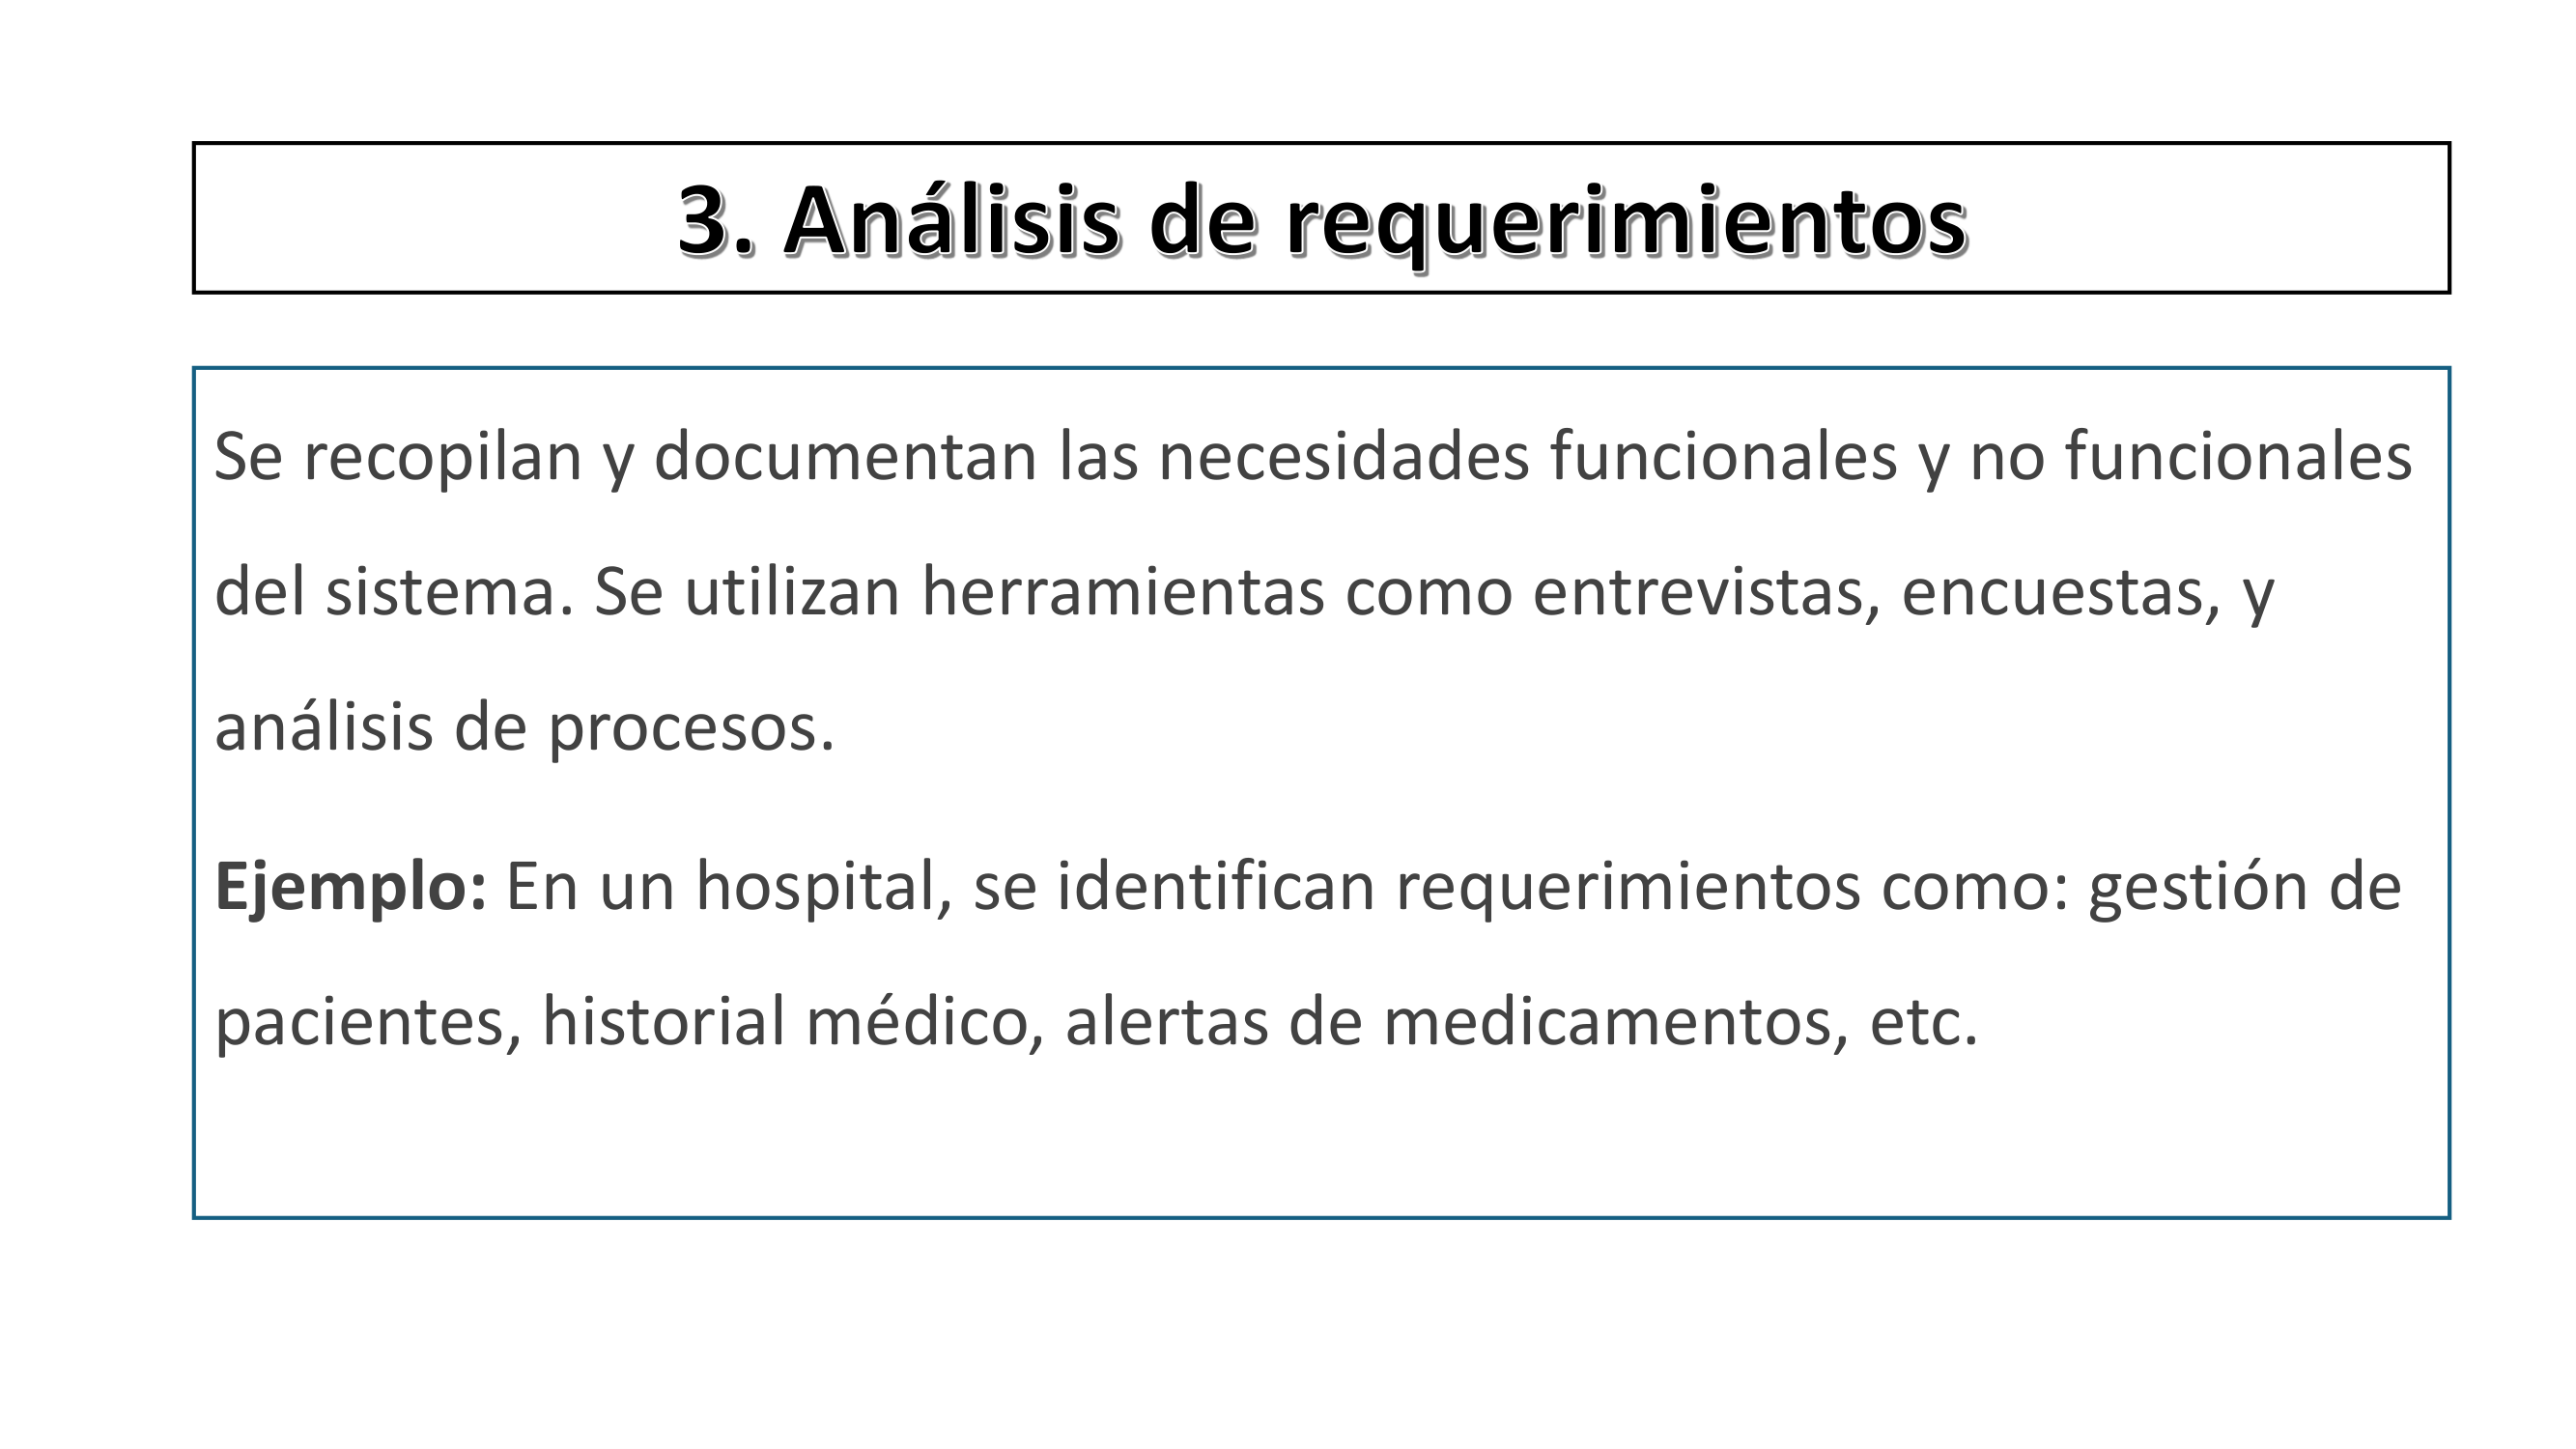 3. Análisis de requerimientos
Se recopilan y documentan las necesidades funcionales y no funcionales
del sistema. Se utilizan herramientas como entrevistas, encuestas, y
análisis de procesos.
Ejemplo: En un hospital, se identifican requerimientos como: gestión de
pacientes, historial médico, alertas de medicamentos, etc.